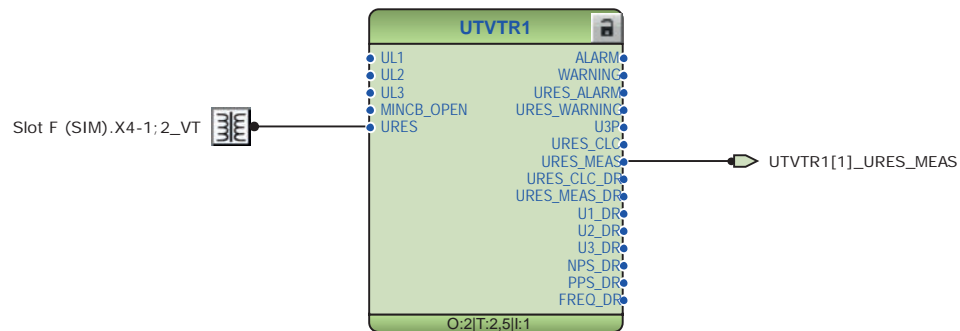 UTVTR1
UL1
UL2
UL3
MINCB_OPEN
URES
ALARM
WARNING
URES_ALARM
URES_WARNING
U3P
URES_CLC
URES_MEAS
URES_CLC_DR
URES_MEAS_DR
U1_DR
U2_DR
U3_DR
NPS_DR
PPS_DR
FREQ_DR
Slot F (SIM).X4-1;2_VT
UTVTR1[1]_URES_MEAS
O:2|T:2,5|I:1